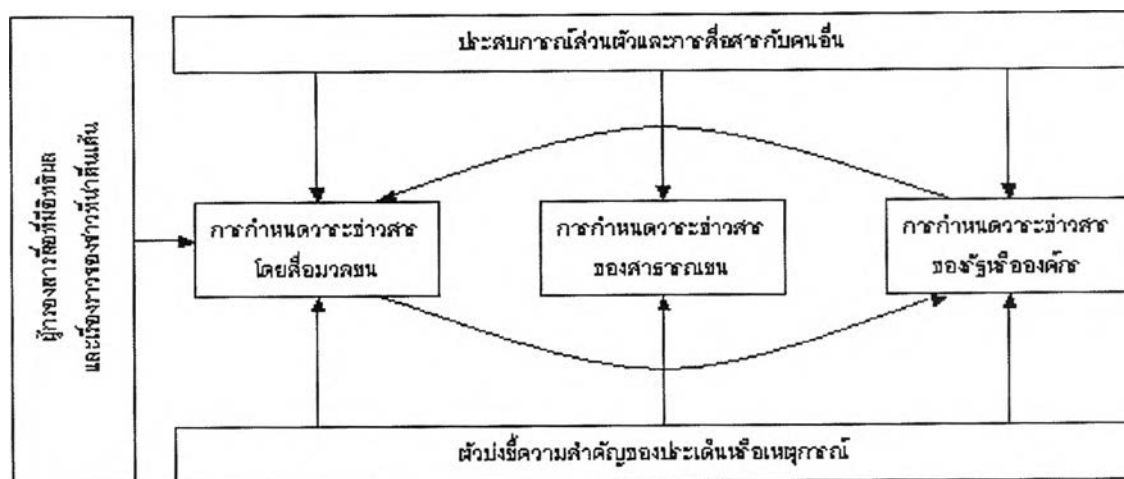 ประสบการณ์ส่วนตัวและการสื่อสารกับคนอื่น
ผู้กรองสารสื่อที่มีอิทธิพล
และเรื่องราวของข่าวที่น่าตื่นเต้น
การกำหนดวาระข่าวสาร
โดยสื่อมวลชน
การกำหนดวาระข่าวสาร
ของสาธารณชน
การกำหนดวาระข่าวสาร
ของรัฐหรือองค์กร
ตัวบ่งชี้ความสำคัญของประเด็นหรือเหตุการณ์